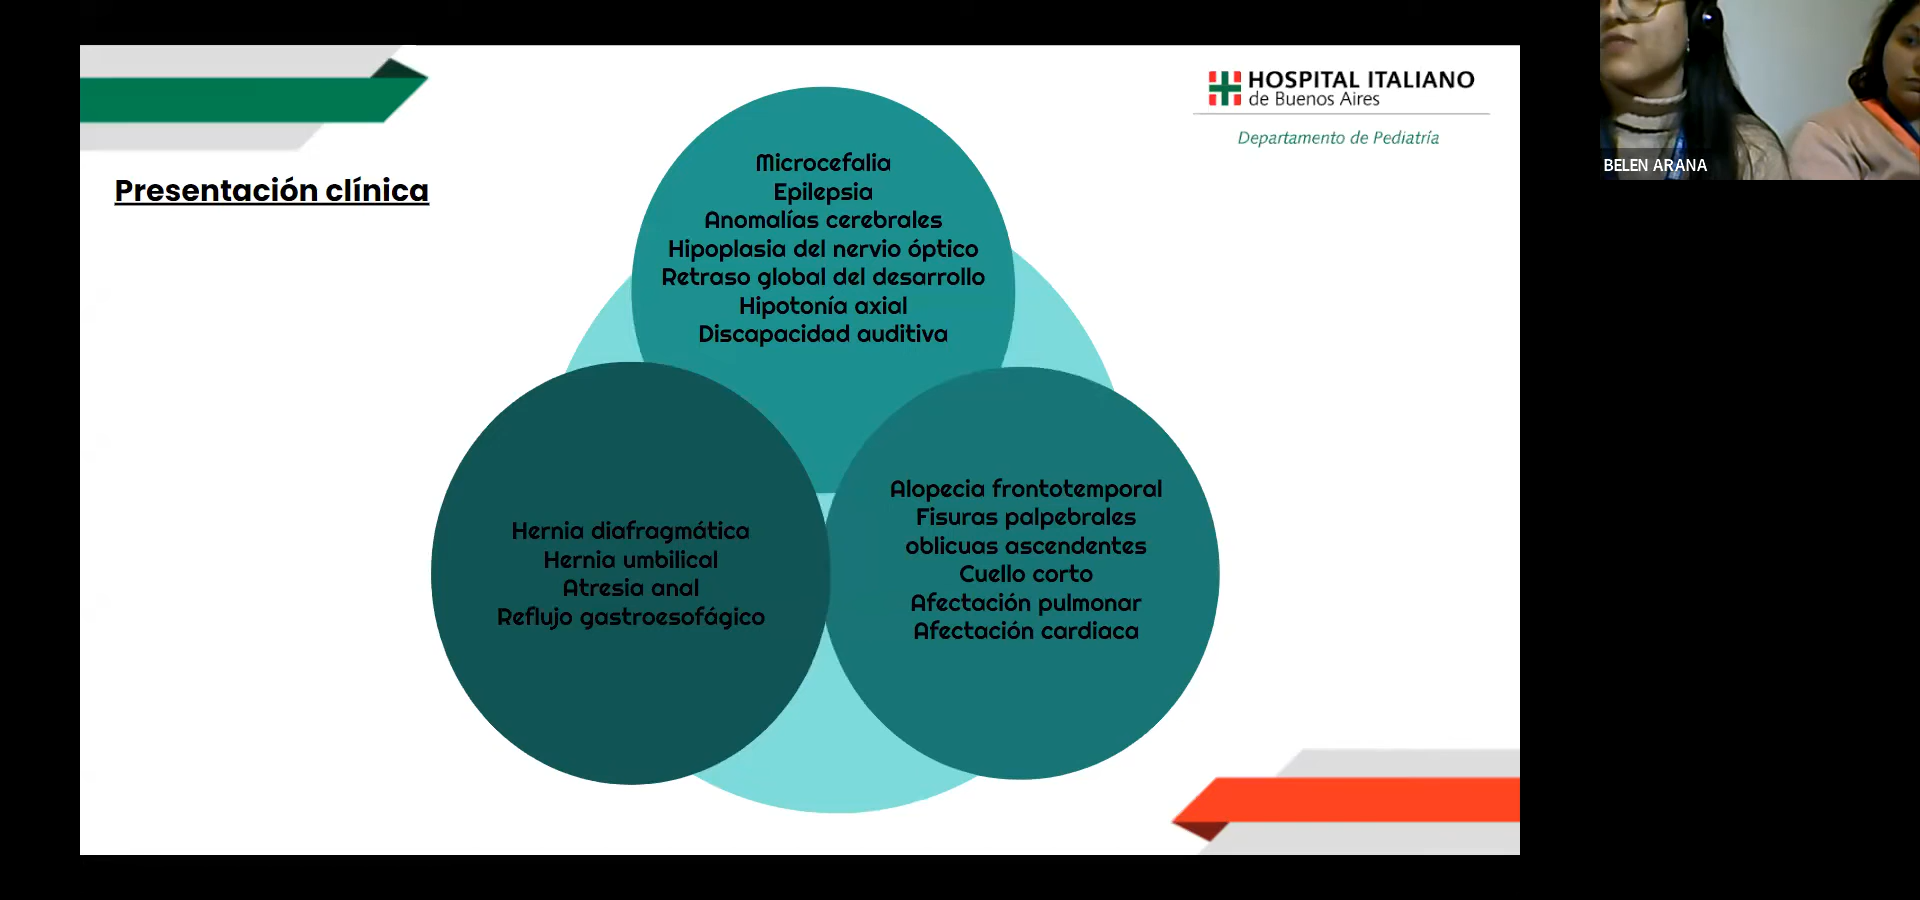 HOSPITAL ITALIANO
de Buenos Aires
Departamento de Pediatría
BELEN ARANA
Presentación clínica
Microcefalia
Epilepsia
Anomalías cerebrales
Hipoplasia del nervio óptico
Retraso global del desarrollo
Hipotonía axial
Discapacidad auditiva
Hernia diafragmática
Hernia umbilical
Atresia anal
Reflujo gastroesofágico
Alopecia frontotemporal
Fisuras palpebrales
oblicuas ascendentes
Cuello corto
Afectación pulmonar
Afectación cardiaca